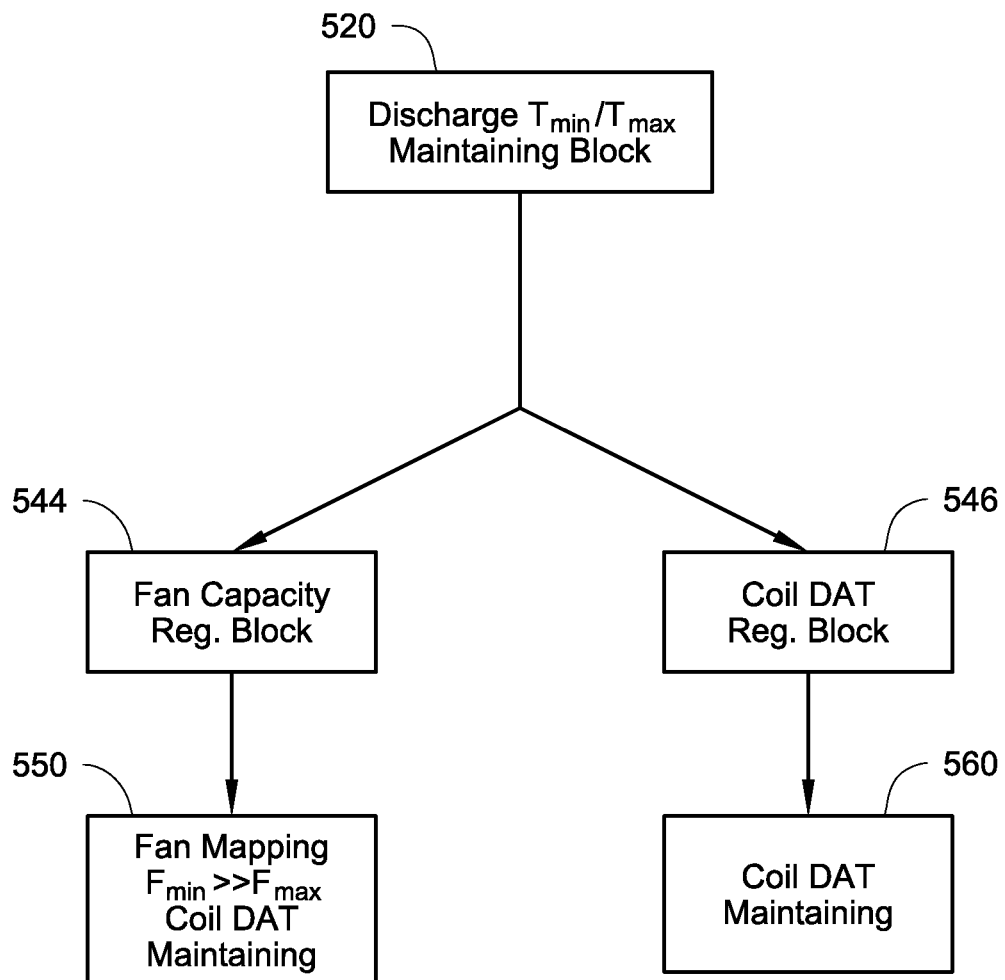 520
Discharge Tmin/Tmax
Maintaining Block
544
Fan Capacity
Reg. Block
546
Coil DAT
Reg. Block
550
Fan Mapping
Fmin >>Fmax
Coil DAT
Maintaining
560
Coil DAT
Maintaining